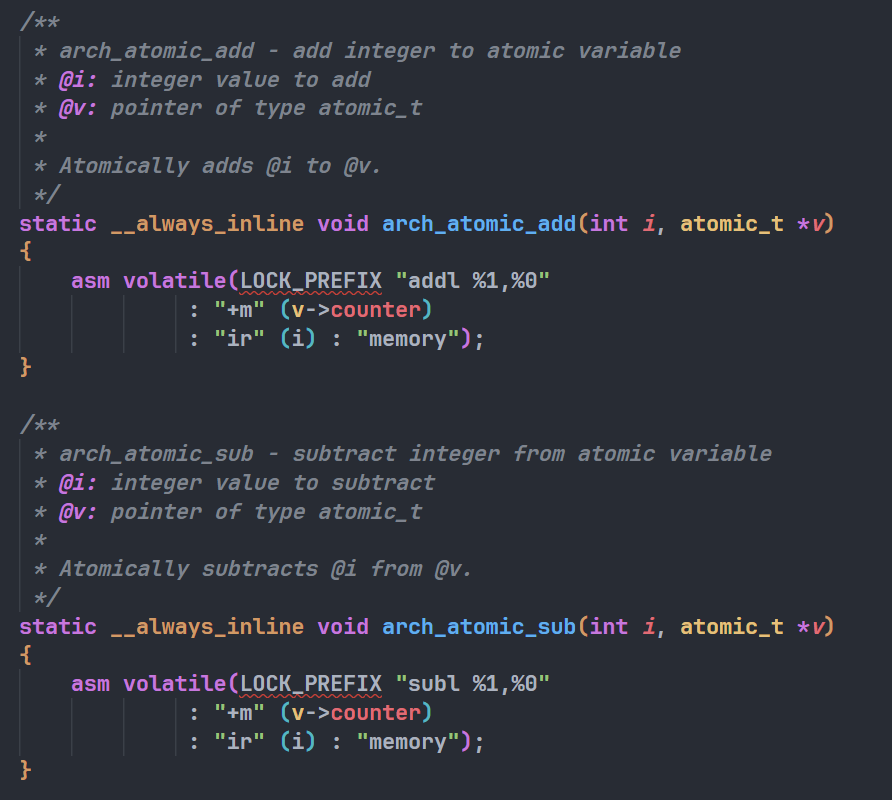 /**
 * arch_atomic_add - add integer to atomic variable
 * @i: integer value to add
 * @v: pointer of type atomic_t
 *
 * Atomically adds @i to @v.
 */
static __always_inline void arch_atomic_add(int i, atomic_t *v)
{
    asm volatile(LOCK_PREFIX "addl %1,%0"
             : "+m" (v->counter)
             : "ir" (i) : "memory");
}

/**
 * arch_atomic_sub - subtract integer from atomic variable
 * @i: integer value to subtract
 * @v: pointer of type atomic_t
 *
 * Atomically subtracts @i from @v.
 */
static __always_inline void arch_atomic_sub(int i, atomic_t *v)
{
    asm volatile(LOCK_PREFIX "subl %1,%0"
             : "+m" (v->counter)
             : "ir" (i) : "memory");
}